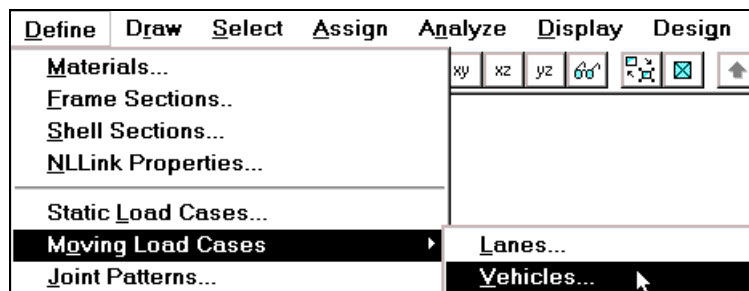 Define Draw Select Assign Analyze Display Design
Materials...
xy xz yz
Frame Sections..
Shell Sections...
NLLink Properties...
Static Load Cases...
Moving Load Cases
Lanes...
Joint Patterns...
Vehicles...